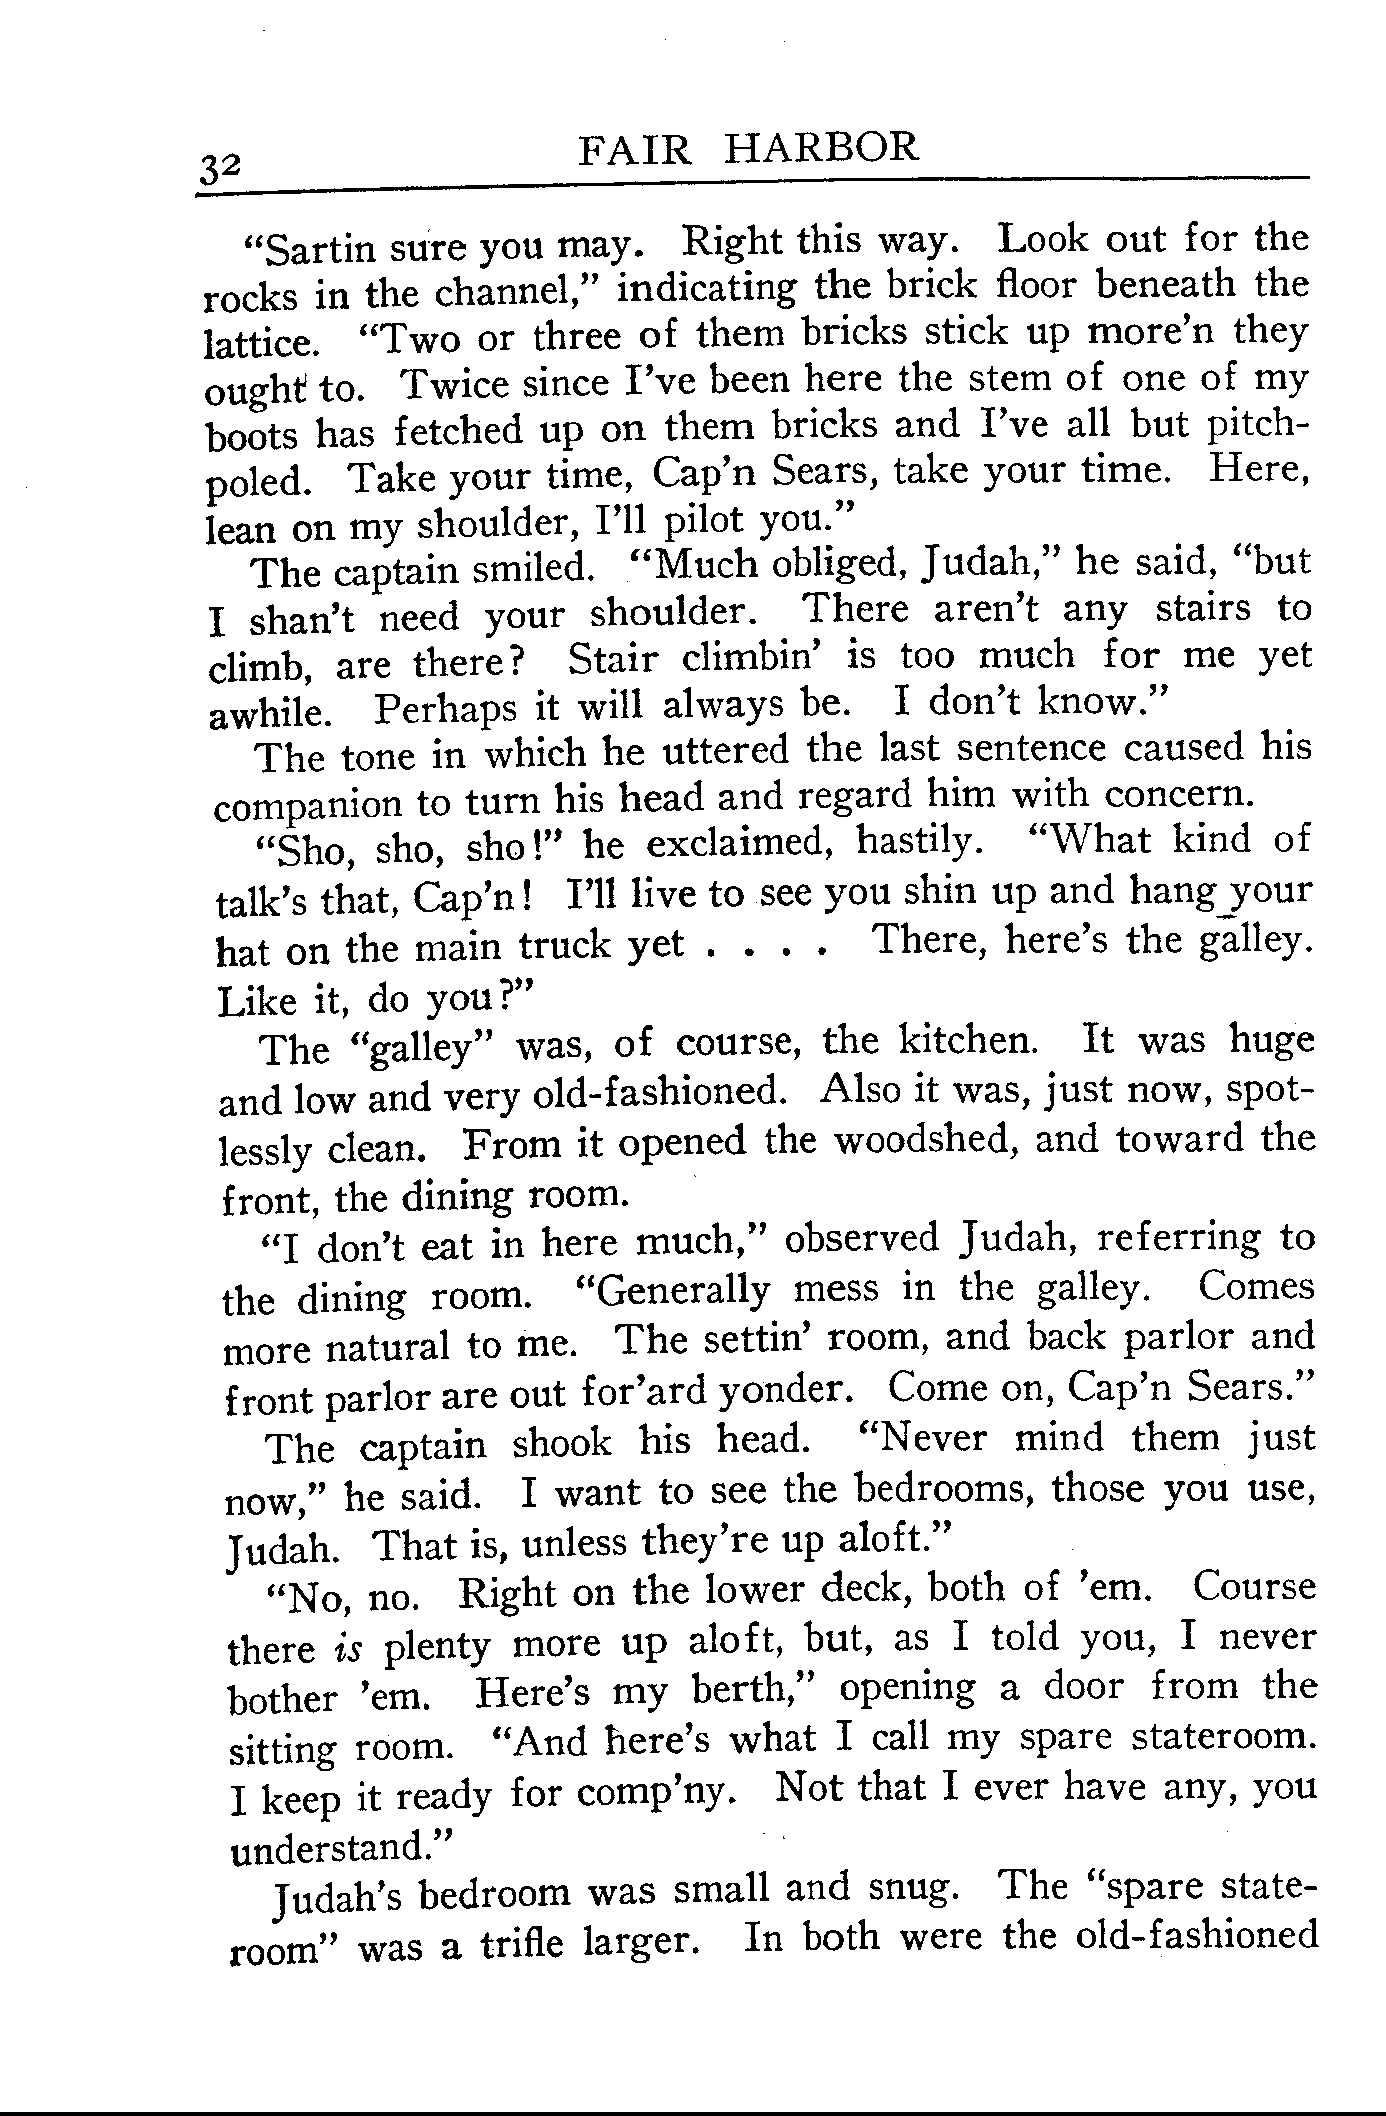 32 FAIR HARBOR
“Sartin sure you may. Right this way. Look out for the
rocks in the channel,” indicating the brick floor beneath the
lattice. “Two or three of them bricks stick up more’n they
ought to. Twice since I’ve been here the stem of one of my
boots has fetched up on them bricks and I’ve all but pitch-
poled. Take your time, Cap’n Sears, take your time. Here,
lean on my shoulder, I’ll pilot you.”
The captain smiled. “Much obliged, Judah,” he said, “but
I shan’t need your shoulder. There aren’t any stairs to
climb, are there? Stair climbin’ is too much for me yet
awhile. Perhaps it will always be. I don’t know.”
The tone in which he uttered the last sentence caused his
companion to turn his head and regard him with concern.
“Sho, sho, sho!” he exclaimed, hastily. “What kind of
talk’s that, Cap’n! I’ll live to see you shin up and hang your
hat on the main truck yet . . . . There, here’s the galley.
Like it, do you?”
The “galley” was, of course, the kitchen. It was huge
and low and very old-fashioned. Also it was, just now, spot-
lessly clean. From it opened the woodshed, and toward the
front, the dining room.
“I don’t eat in here much,” observed Judah, referring to
the dining room. “Generally mess in the galley. Comes
more natural to me. The settin’ room, and back parlor and
front parlor are out for’ard yonder. Come on, Cap’n Sears.”
The captain shook his head. “Never mind them just
now,” he said. I want to see the bedrooms, those you use,
Judah. That is, unless they’re up aloft.”
“No, no. Right on the lower deck, both of ’em. Course
there is plenty more up aloft, but, as I told you, I never
bother ’em. Here’s my berth,” opening a door from the
sitting room. “And here’s what I call my spare stateroom.
I keep it ready for comp’ny. Not that I ever have any, you
understand.”
Judah’s bedroom was small and snug. The “spare state-
room” was a trifle larger. In both were the old-fashioned